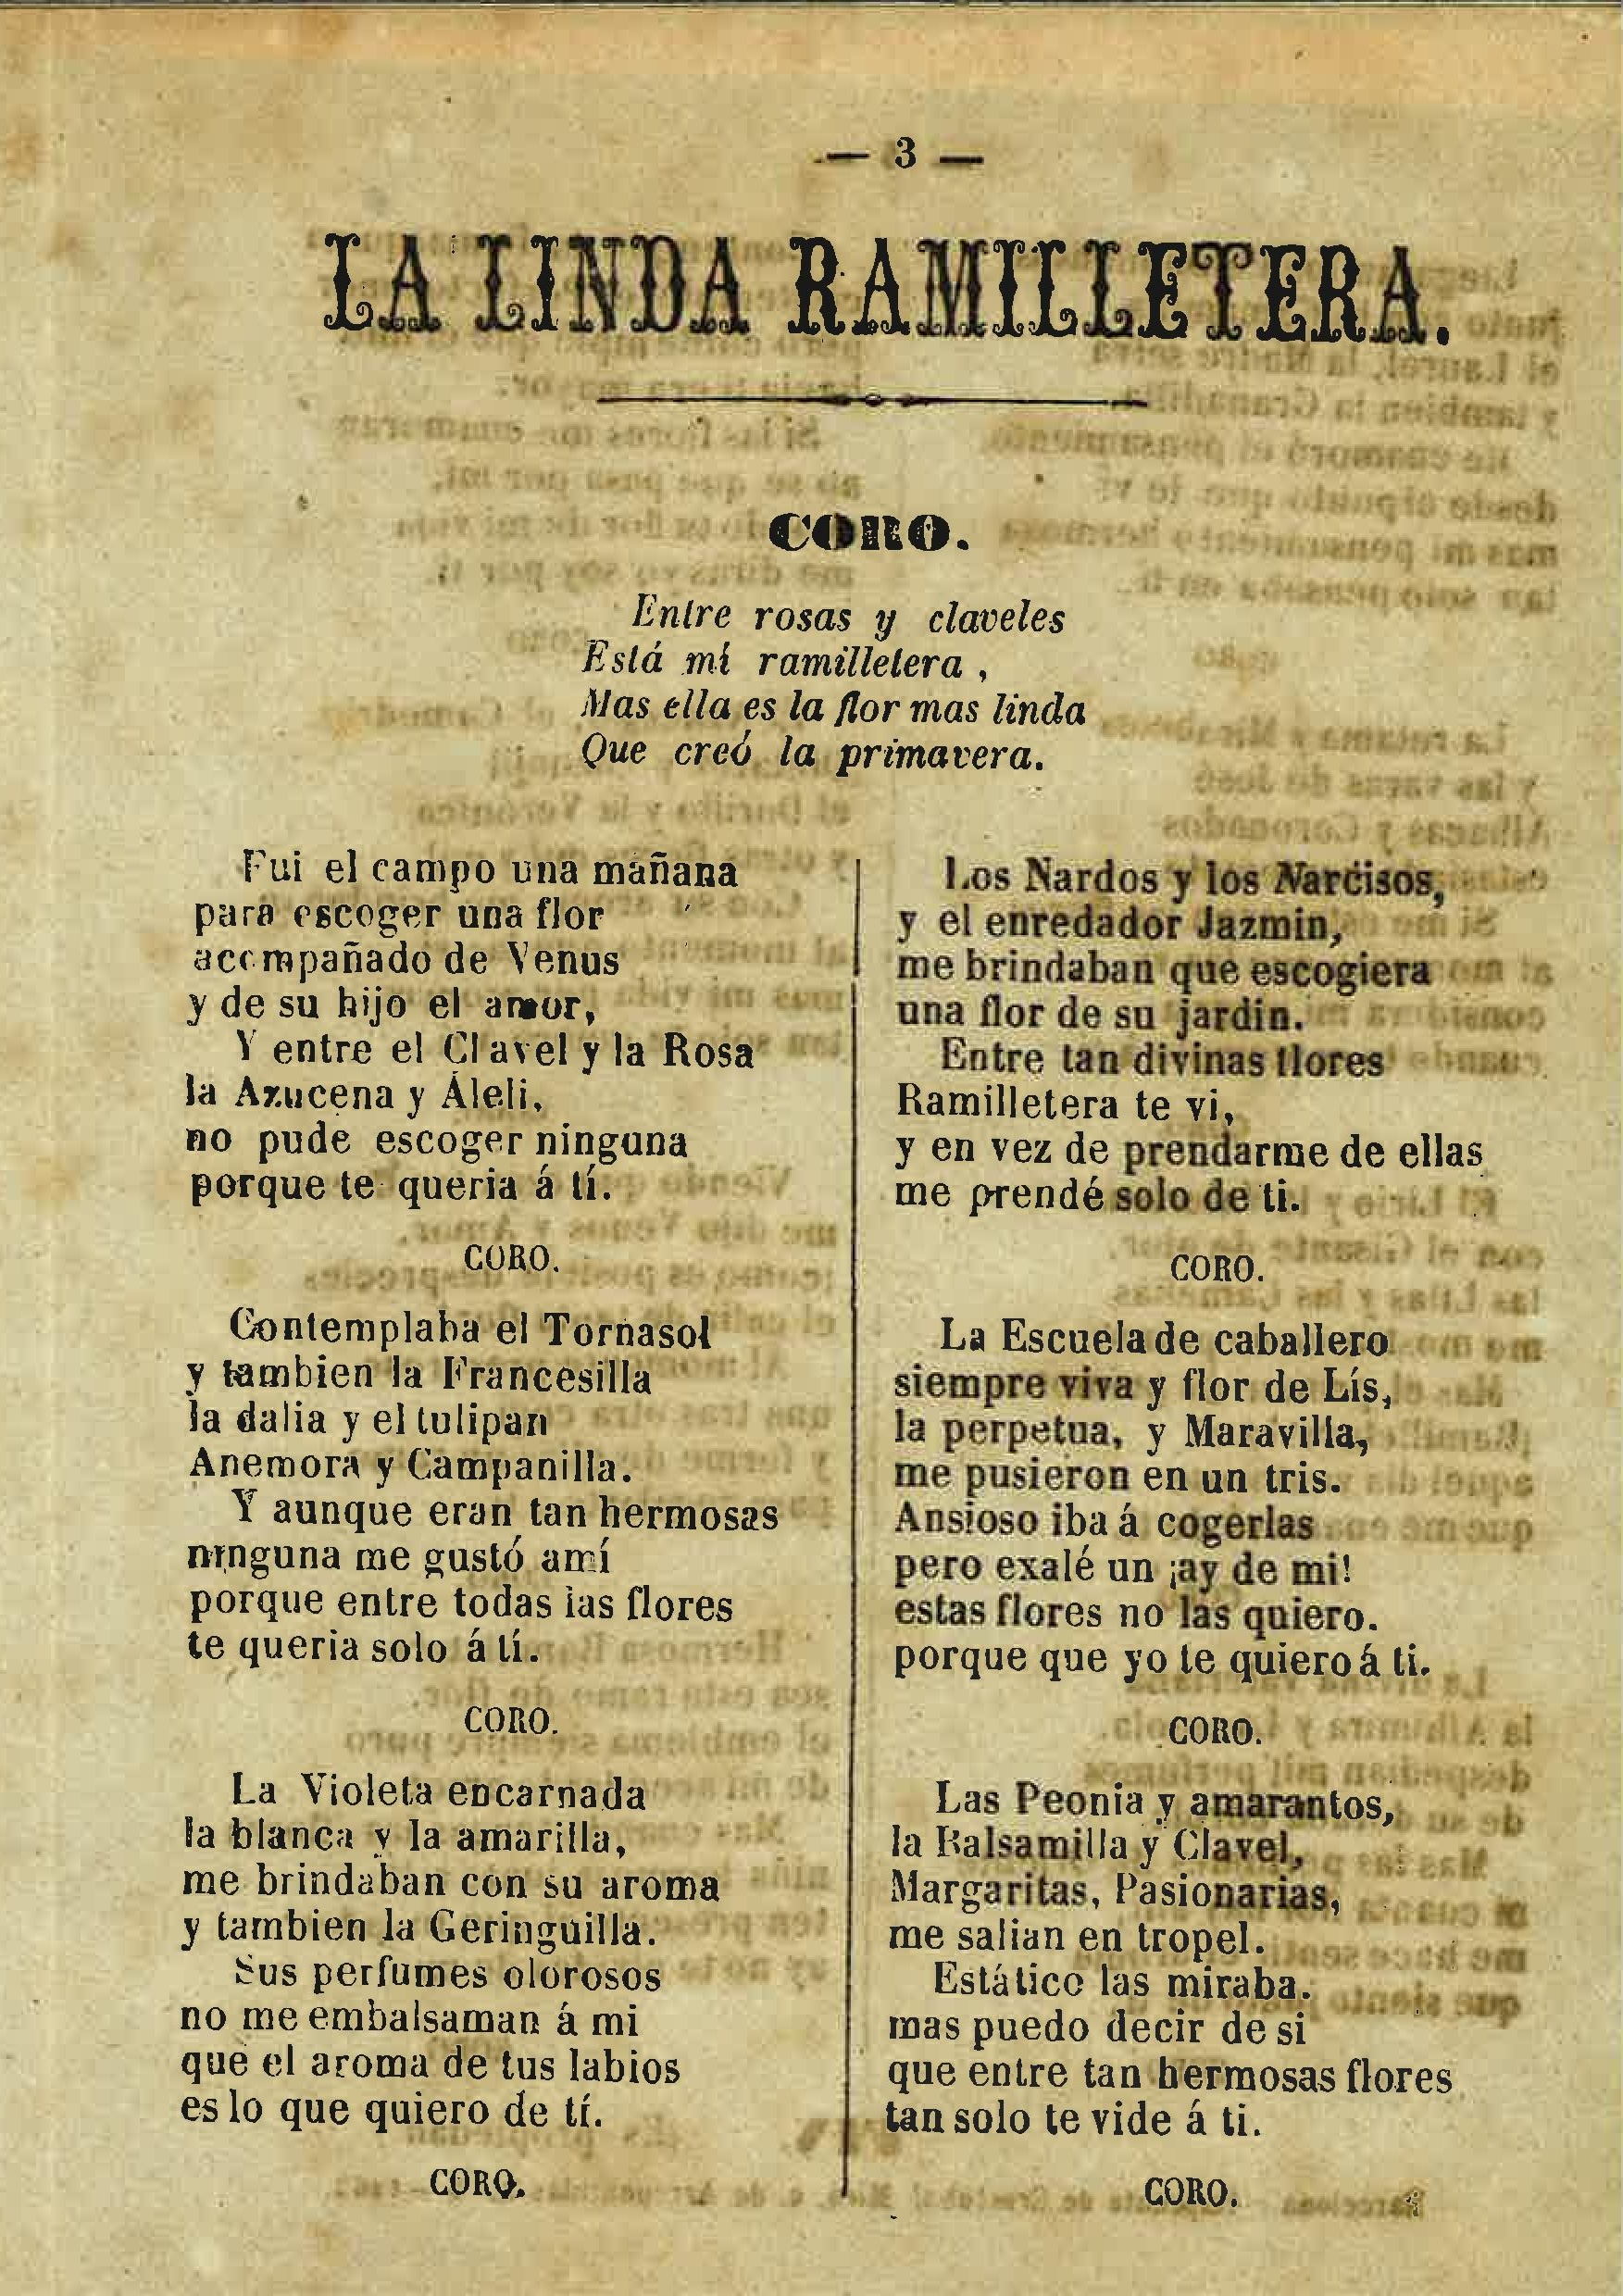 — 3 —
LA LINDA RAMILLETERA.
CORO.
Entre rosas y claveles
Está mi ramilletera,
Mas ella es la flor mas linda
Que creó la primavera.
Fui el campo una mañana
para escoger una flor
acompañado de Venus
y de su hijo el amor,
Y entre el Clavel y la Rosa
la Azucena y Áleli,
no pude escoger ninguna
porque te queria á tí.
CORO.
Contemplaba el Tornasol
y tambien la Francesilla
la dalia y el tulipan
Anemora y Campanilla.
Y aunque eran tan hermosas
ninguna me gustó amí
porque entre todas las flores
te queria solo á tí.
CORO.
La Violeta encarnada
la blanca y la amarilla,
me brindaban con su aroma
y tambien la Geringuilla.
Sus perfumes olorosos
no me embalsaman á mi
que el aroma de tus labios
es lo que quiero de tí.
CORO.
Los Nardos y los Narcisos,
y el enredador Jazmin,
me brindaban que escogiera
una flor de su jardin.
Entre tan divinas flores
Ramilletera te vi,
y en vez de prendarme de ellas
me prendé solo de ti.
CORO.
La Escuela de caballero
siempre viva y flor de Lís,
la perpetua, y Maravilla,
me pusieron en un tris.
Ansioso iba á cogerlas
pero exalé un ¡ay de mi!
estas flores no las quiero.
porque que yo te quiero á ti.
CORO.
Las Peonia y amarantos,
la Balsamilla y Clavel,
Margaritas, Pasionarias,
me salian en tropel.
Estático las miraba.
mas puedo decir de si
que entre tan hermosas flores
tan solo te vide á ti.
CORO.